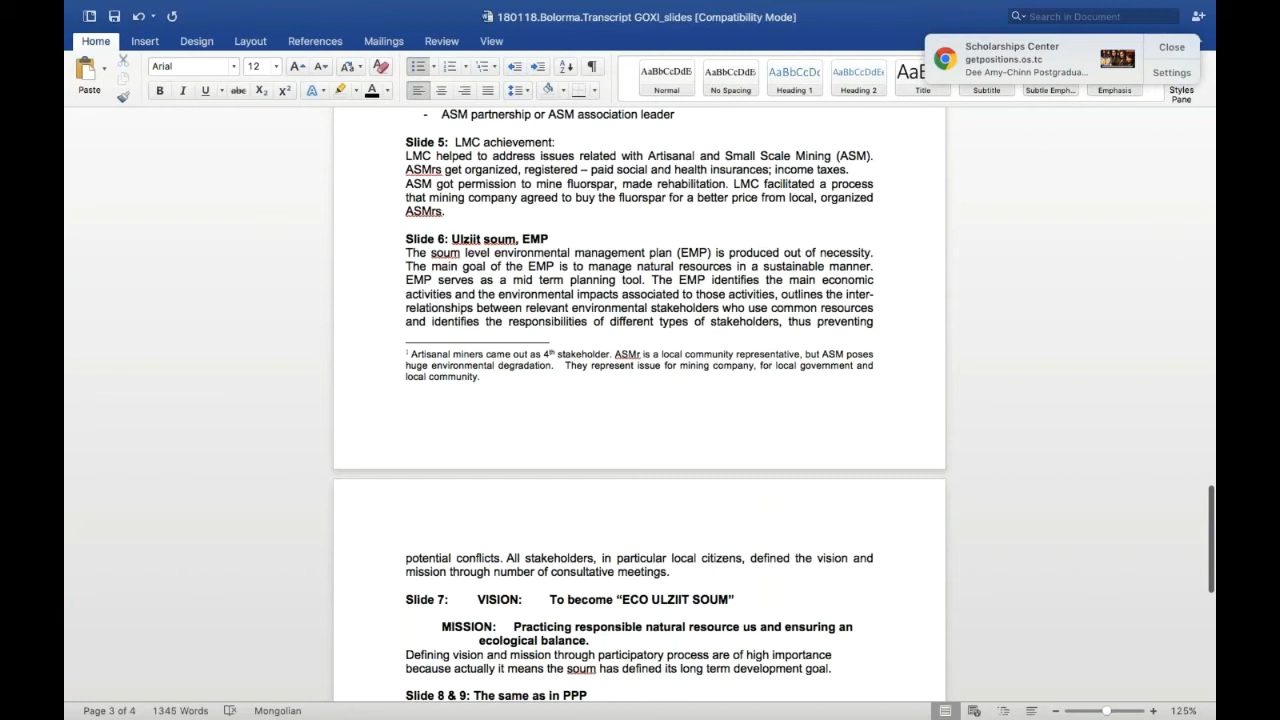 180118.Bolorma.Transcript GOXI_slides [Compatibility Mode]
Search in Document
Home Insert Design Layout References Mailings Review View
Scholarships Center
getpositions.os.tc
Dee Amy-Chinn Postgradua...
Close
Settings
Paste
Arial 12
B I U abc X₂ X²
AaBbCcDdE AaBbCcDdE AaBbCcDc AaBbCcDdEe
Normal No Spacing Heading 1 Heading 2 Title Subtitle Subtle Emph... Emphasis
Styles
Pane
- ASM partnership or ASM association leader
Slide 5: LMC achievement:
LMC helped to address issues related with Artisanal and Small Scale Mining (ASM).
ASMrs get organized, registered – paid social and health insurances; income taxes.
ASM got permission to mine fluorspar, made rehabilitation. LMC facilitated a process
that mining company agreed to buy the fluorspar for a better price from local, organized
ASMrs.
Slide 6: Ulziit soum, EMP
The soum level environmental management plan (EMP) is produced out of necessity.
The main goal of the EMP is to manage natural resources in a sustainable manner.
EMP serves as a mid term planning tool. The EMP identifies the main economic
activities and the environmental impacts associated to those activities, outlines the inter-
relationships between relevant environmental stakeholders who use common resources
and identifies the responsibilities of different types of stakeholders, thus preventing
¹ Artisanal miners came out as 4th stakeholder. ASMr is a local community representative, but ASM poses
huge environmental degradation. They represent issue for mining company, for local government and
local community.
potential conflicts. All stakeholders, in particular local citizens, defined the vision and
mission through number of consultative meetings.
Slide 7: VISION: To become “ECO ULZIIT SOUM”
MISSION: Practicing responsible natural resource us and ensuring an
ecological balance.
Defining vision and mission through participatory process are of high importance
because actually it means the soum has defined its long term development goal.
Slide 8 & 9: The same as in PPP
Page 3 of 4 1345 Words Mongolian 125%